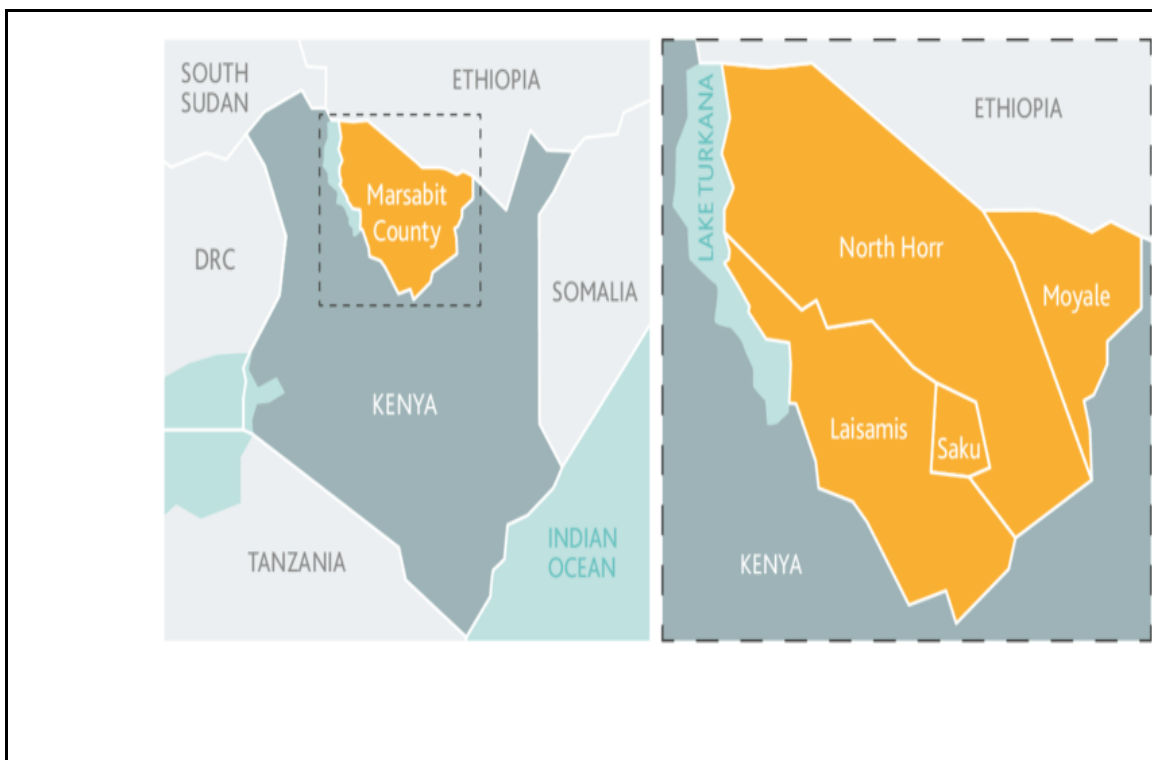 SOUTH
SUDAN
ETHIOPIA
Marsabit
County
DRC
SOMALIA
KENYA
TANZANIA
INDIAN
OCEAN
ETHIOPIA
LAKE TURKANA
North Horr
Moyale
Laisamis
Saku
KENYA